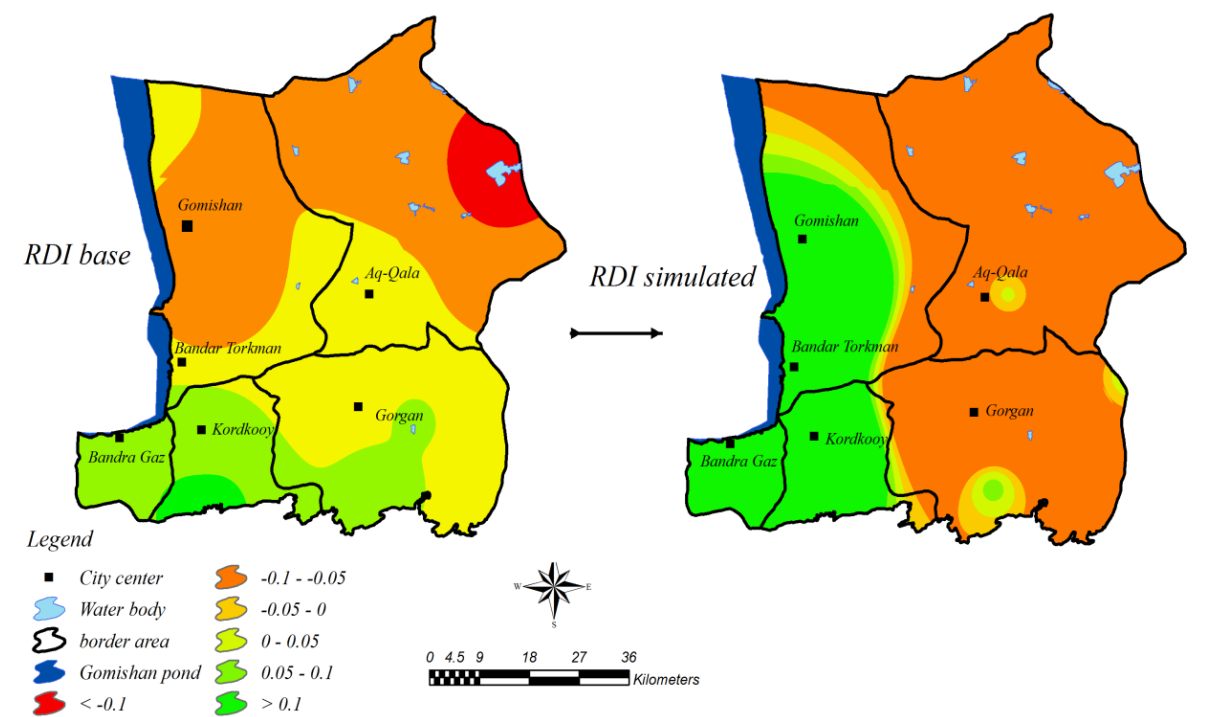 Gomishan
RDI base
Aq-Qala
Bandar Torkman
Gorgan
Kordkooy
Bandra Gaz
RDI simulated
Gomishan
Aq-Qala
Bandar Torkman
Gorgan
Kordkooy
Bandra Gaz
Legend
City center
Water body
border area
Gomishan pond
< -0.1
-0.1 - -0.05
-0.05 - 0
0 - 0.05
0.05 - 0.1
> 0.1
N
W E
S
0 4.5 9 18 27 36
Kilometers